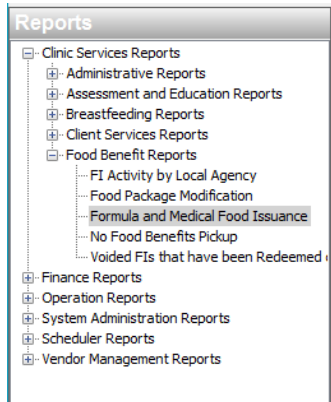 Reports
Clinic Services Reports
Administrative Reports
Assessment and Education Reports
Breastfeeding Reports
Client Services Reports
Food Benefit Reports
FI Activity by Local Agency
Food Package Modification
Formula and Medical Food Issuance
No Food Benefits Pickup
Voided FIs that have been Redeemed
Finance Reports
Operation Reports
System Administration Reports
Scheduler Reports
Vendor Management Reports